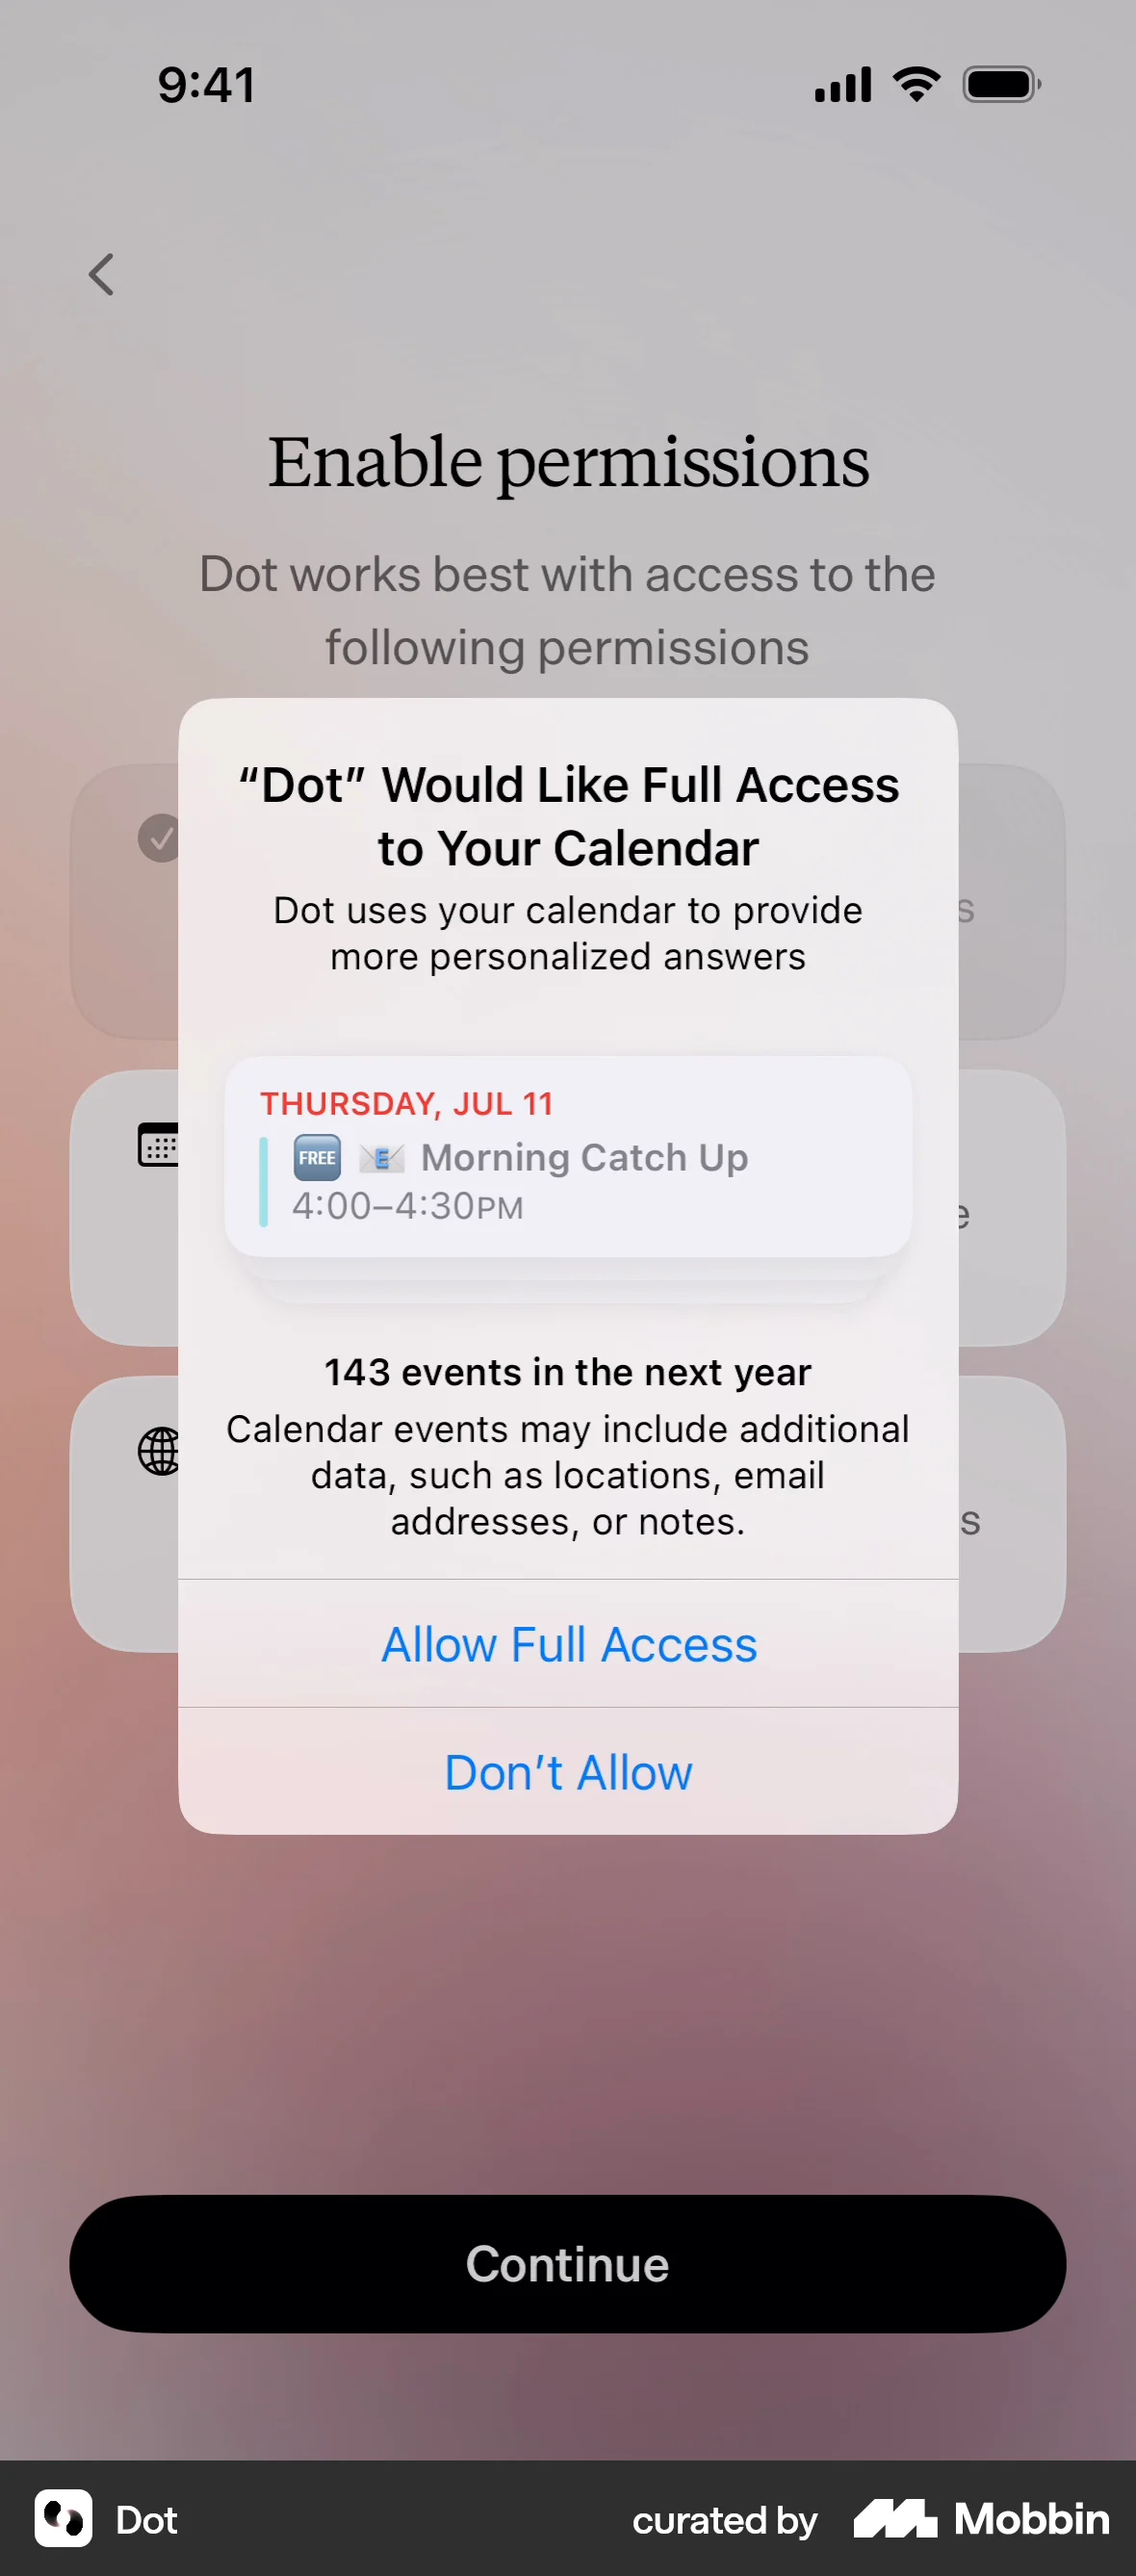 9:41
Enable permissions
Dot works best with access to the
following permissions
“Dot” Would Like Full Access
to Your Calendar
Dot uses your calendar to provide
more personalized answers
THURSDAY, JUL 11
🆓 📧 Morning Catch Up
4:00–4:30PM
143 events in the next year
Calendar events may include additional
data, such as locations, email
addresses, or notes.
Allow Full Access
Don’t Allow
Continue
Dot
curated by Mobbin